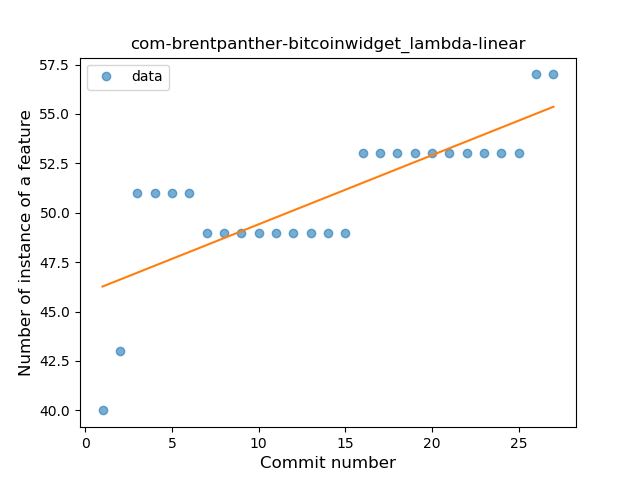 com-brentpanther-bitcoinwidget_lambda-linear
data
Number of instance of a feature
57.5
55.0
52.5
50.0
47.5
45.0
42.5
40.0
0 5 10 15 20 25
Commit number